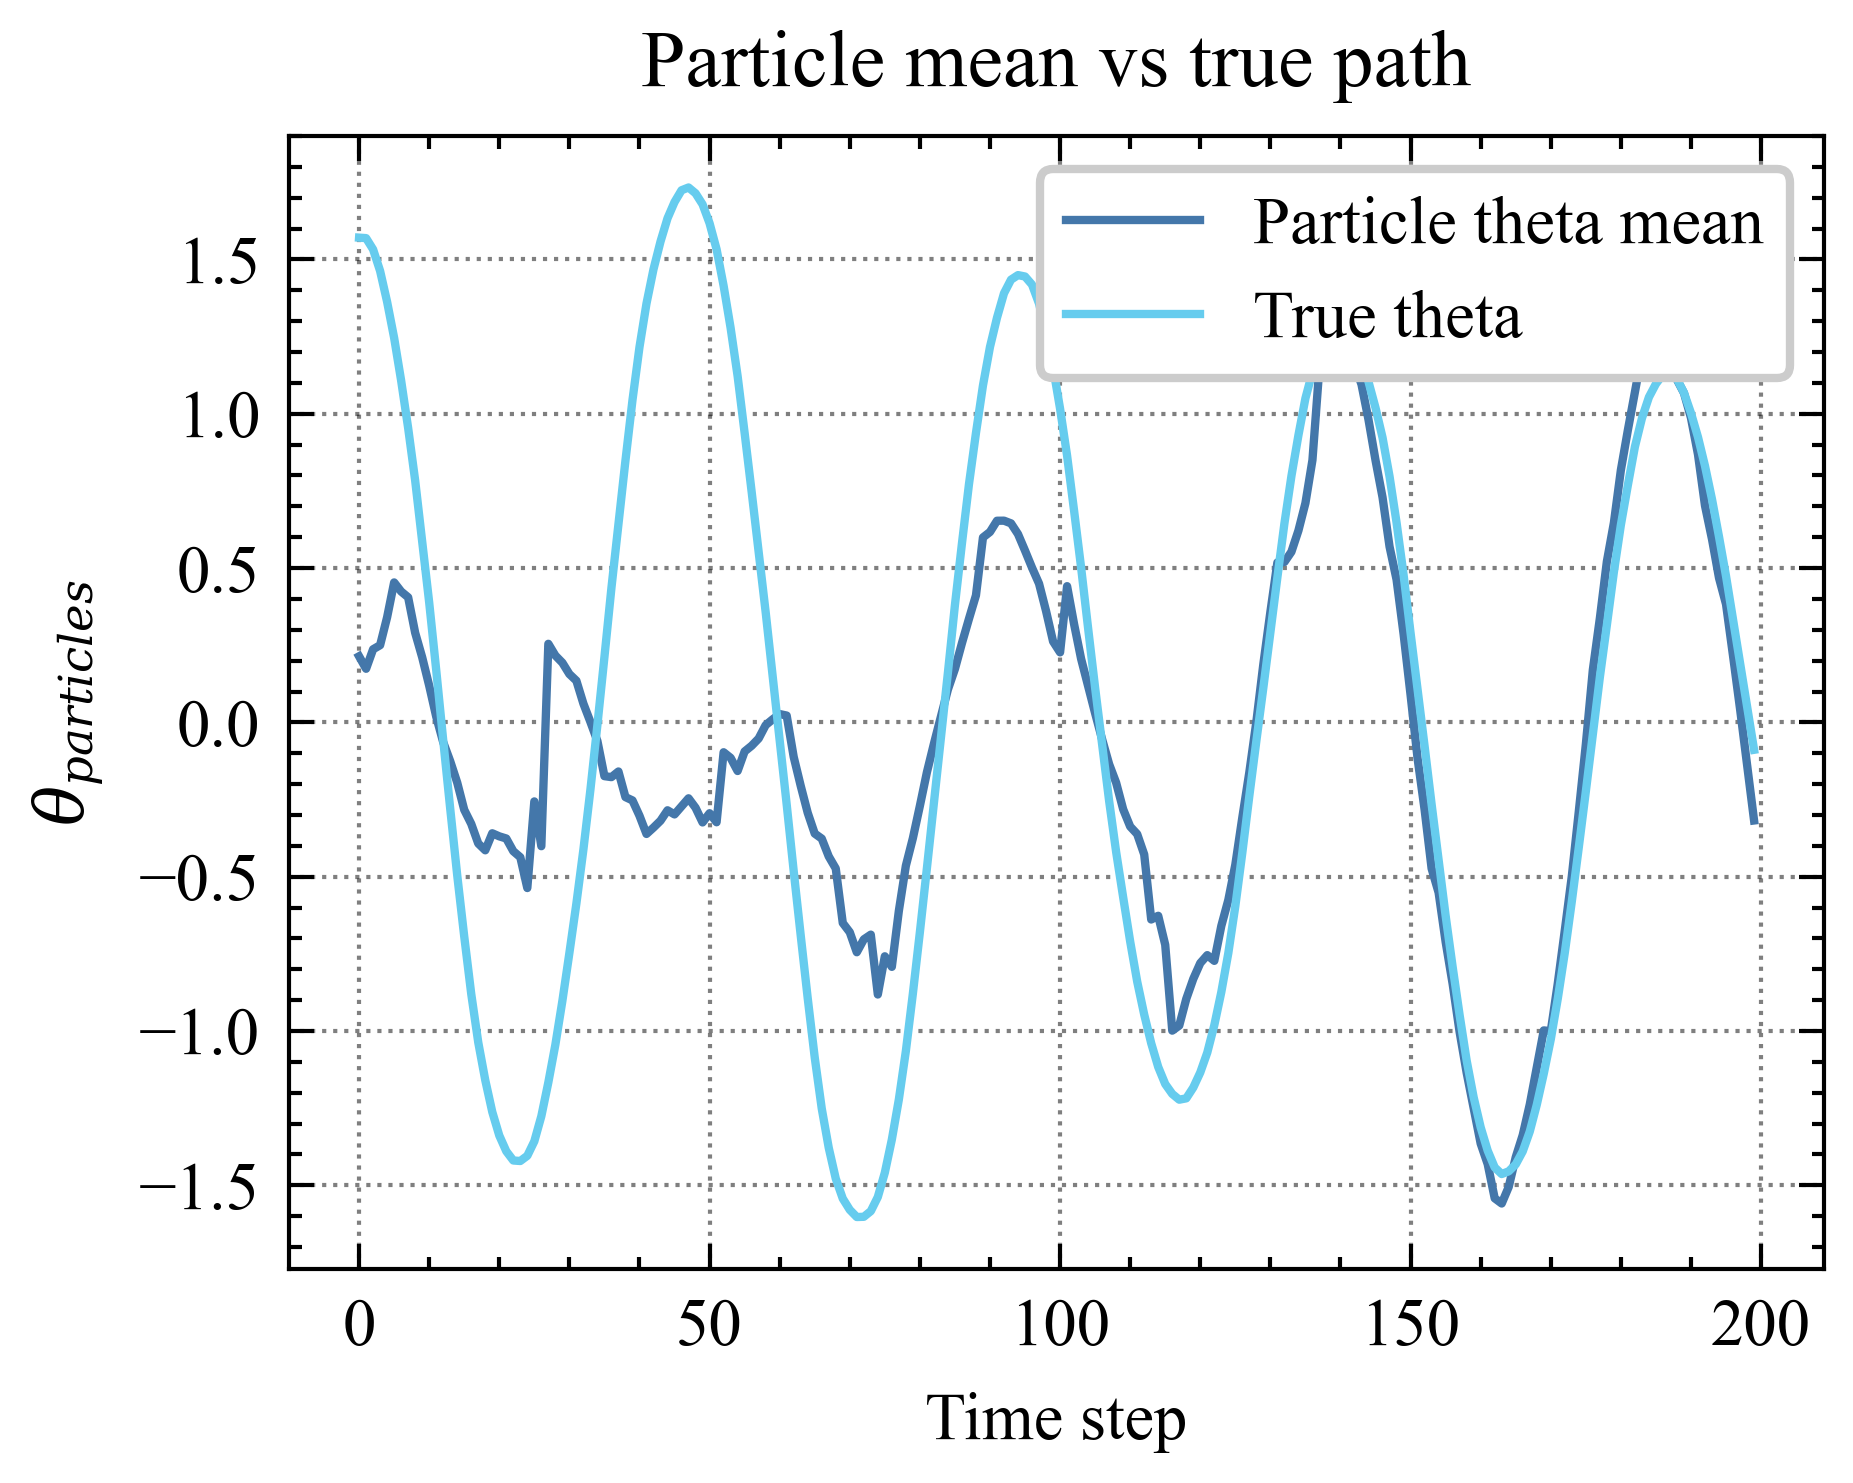 Particle mean vs true path
Particle theta mean
True theta
1.5
1.0
0.5
0.0
−0.5
−1.0
−1.5
θparticles
0 50 100 150 200
Time step